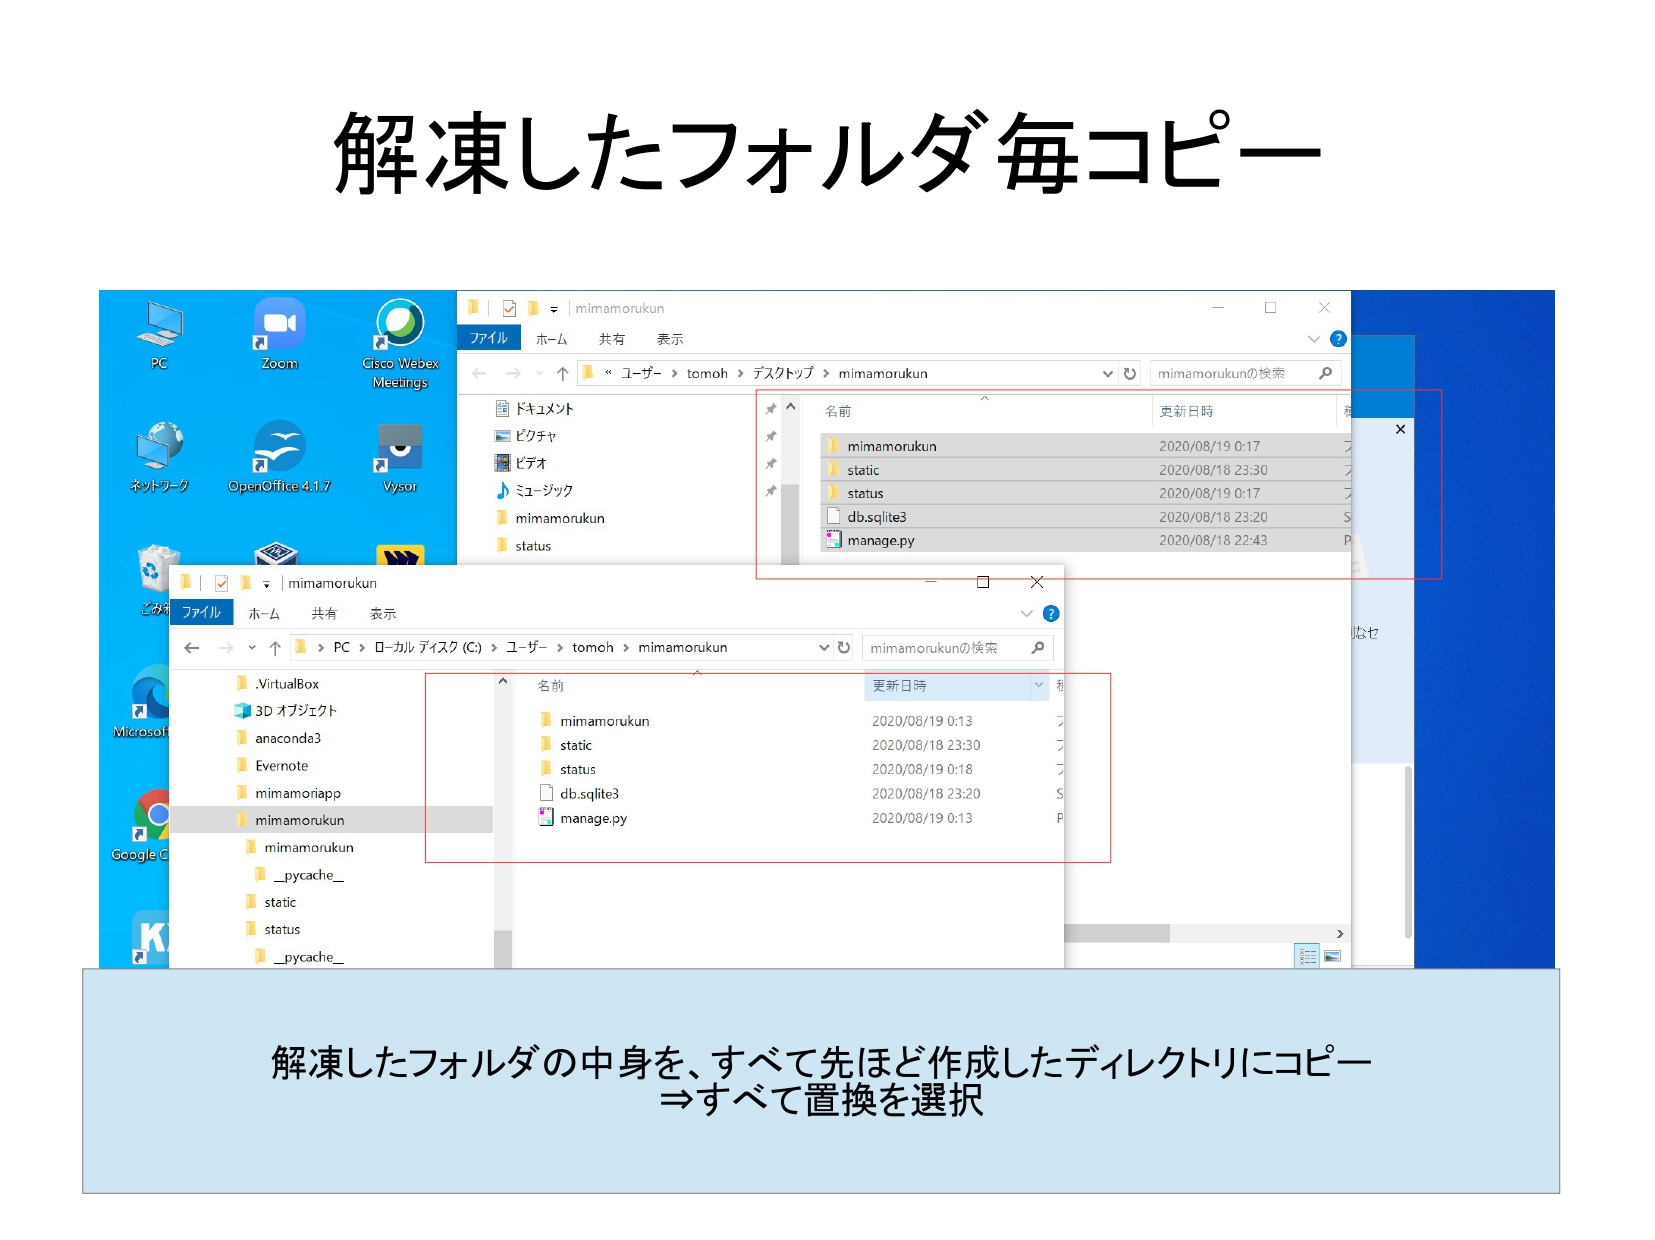 解凍したフォルダ毎コピー
PC
Zoom
Cisco Webex
Meetings
ネットワーク
OpenOffice 4.1.7
Vysor
mimamorukun
ファイル ホーム 共有 表示
« ユーザー > tomoh > デスクトップ > mimamorukun
mimamorukunの検索
ドキュメント
ピクチャ
ビデオ
ミュージック
mimamorukun
status
名前 更新日時
mimamorukun 2020/08/19 0:17
static 2020/08/18 23:30
status 2020/08/19 0:17
db.sqlite3 2020/08/18 23:20 S
manage.py 2020/08/18 22:43 P
なセ
mimamorukun
ファイル ホーム 共有 表示
> PC > ローカル ディスク (C:) > ユーザー > tomoh > mimamorukun
mimamorukunの検索
.VirtualBox
3D オブジェクト
anaconda3
Evernote
mimamoriapp
mimamorukun
mimamorukun
__pycache__
static
status
__pycache__
名前 更新日時
mimamorukun 2020/08/19 0:13
static 2020/08/18 23:30
status 2020/08/19 0:18
db.sqlite3 2020/08/18 23:20 S
manage.py 2020/08/19 0:13 P
ごみ
Microsoft
Google C
解凍したフォルダの中身を、すべて先ほど作成したディレクトリにコピー
⇒すべて置換を選択